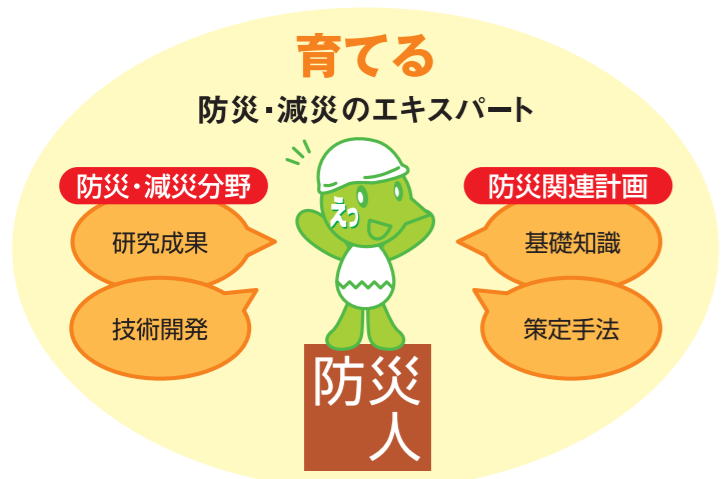 育てる
防災・減災のエキスパート
防災・減災分野
研究成果
技術開発
防災関連計画
基礎知識
策定手法
えっ
防災
人